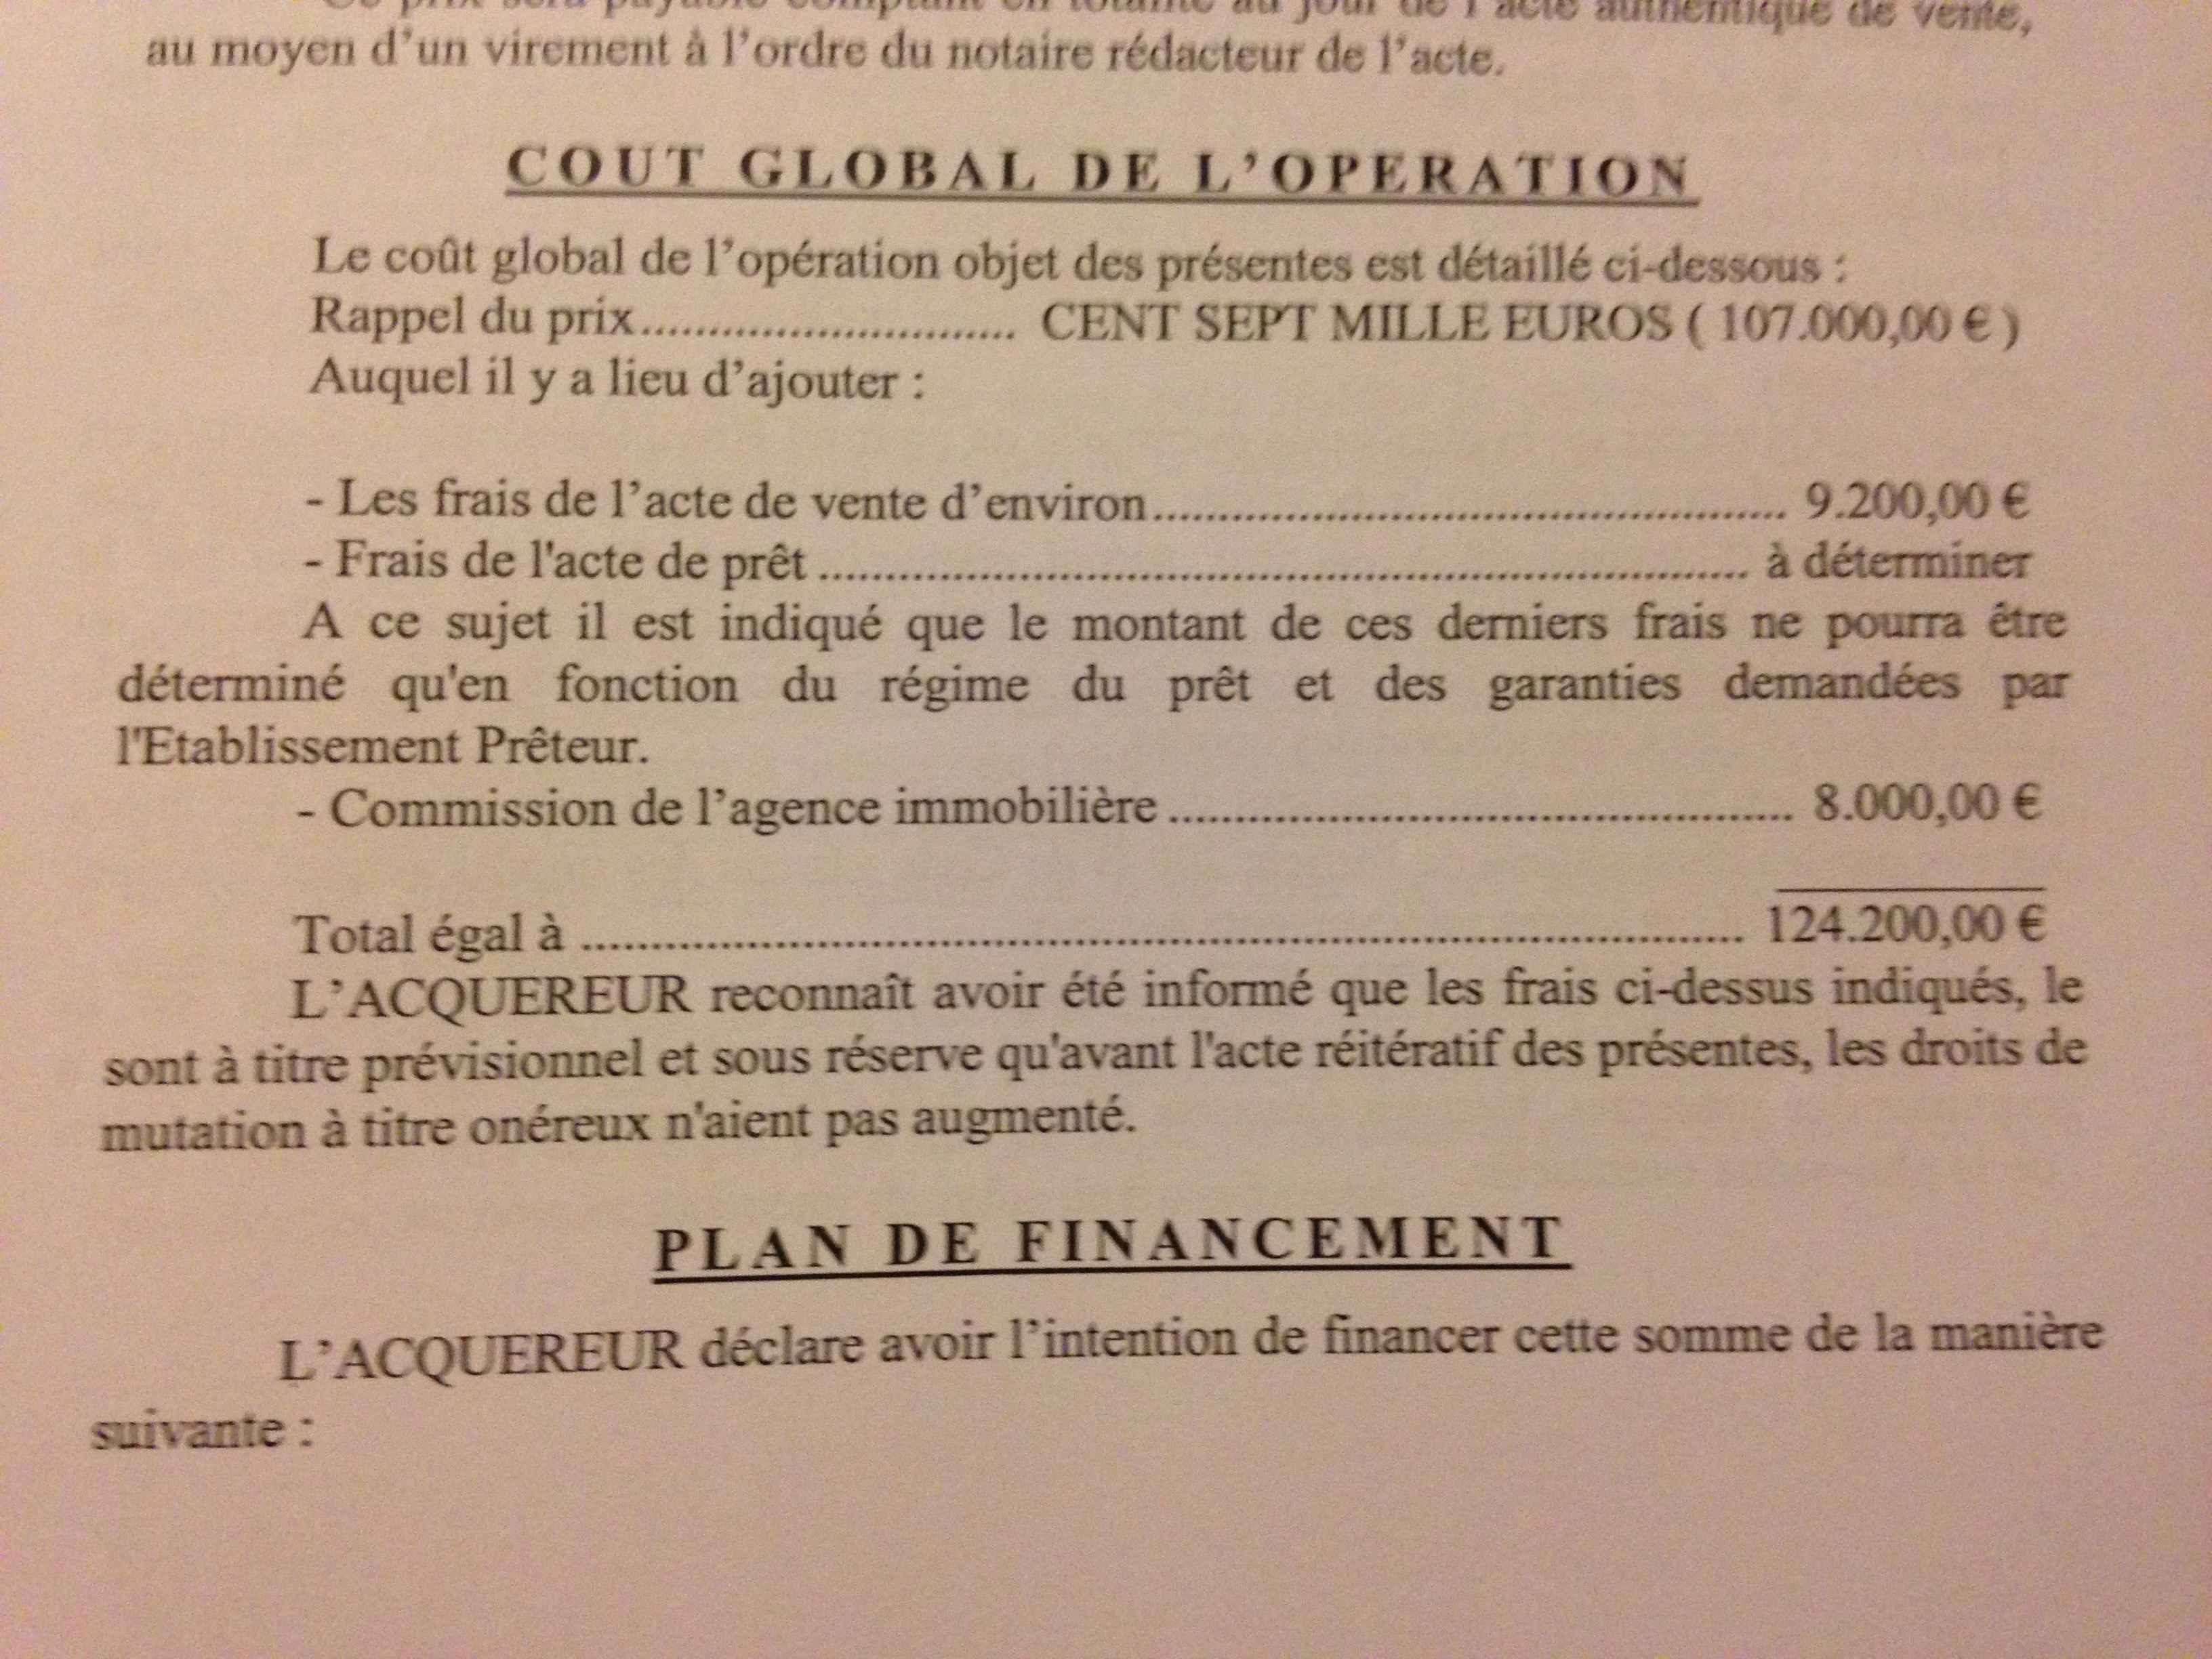 Ce prix sera payable comptant en totalité au jour de l'acte authentique de vente,
au moyen d'un virement à l'ordre du notaire rédacteur de l'acte.
COUT GLOBAL DE L'OPERATION
Le coût global de l'opération objet des présentes est détaillé ci-dessous :
Rappel du prix.................................. CENT SEPT MILLE EUROS ( 107.000,00 € )
Auquel il y a lieu d'ajouter :
- Les frais de l'acte de vente d'environ........................................................ 9.200,00 €
- Frais de l'acte de prêt ................................................................................ à déterminer
A ce sujet il est indiqué que le montant de ces derniers frais ne pourra être
déterminé qu'en fonction du régime du prêt et des garanties demandées par
l'Etablissement Prêteur.
- Commission de l'agence immobilière ....................................................... 8.000,00 €
Total égal à ..................................................................................................... 124.200,00 €
L'ACQUEREUR reconnaît avoir été informé que les frais ci-dessus indiqués, le
sont à titre prévisionnel et sous réserve qu'avant l'acte réitératif des présentes, les droits de
mutation à titre onéreux n'aient pas augmenté.
PLAN DE FINANCEMENT
L'ACQUEREUR déclare avoir l'intention de financer cette somme de la manière
suivante :